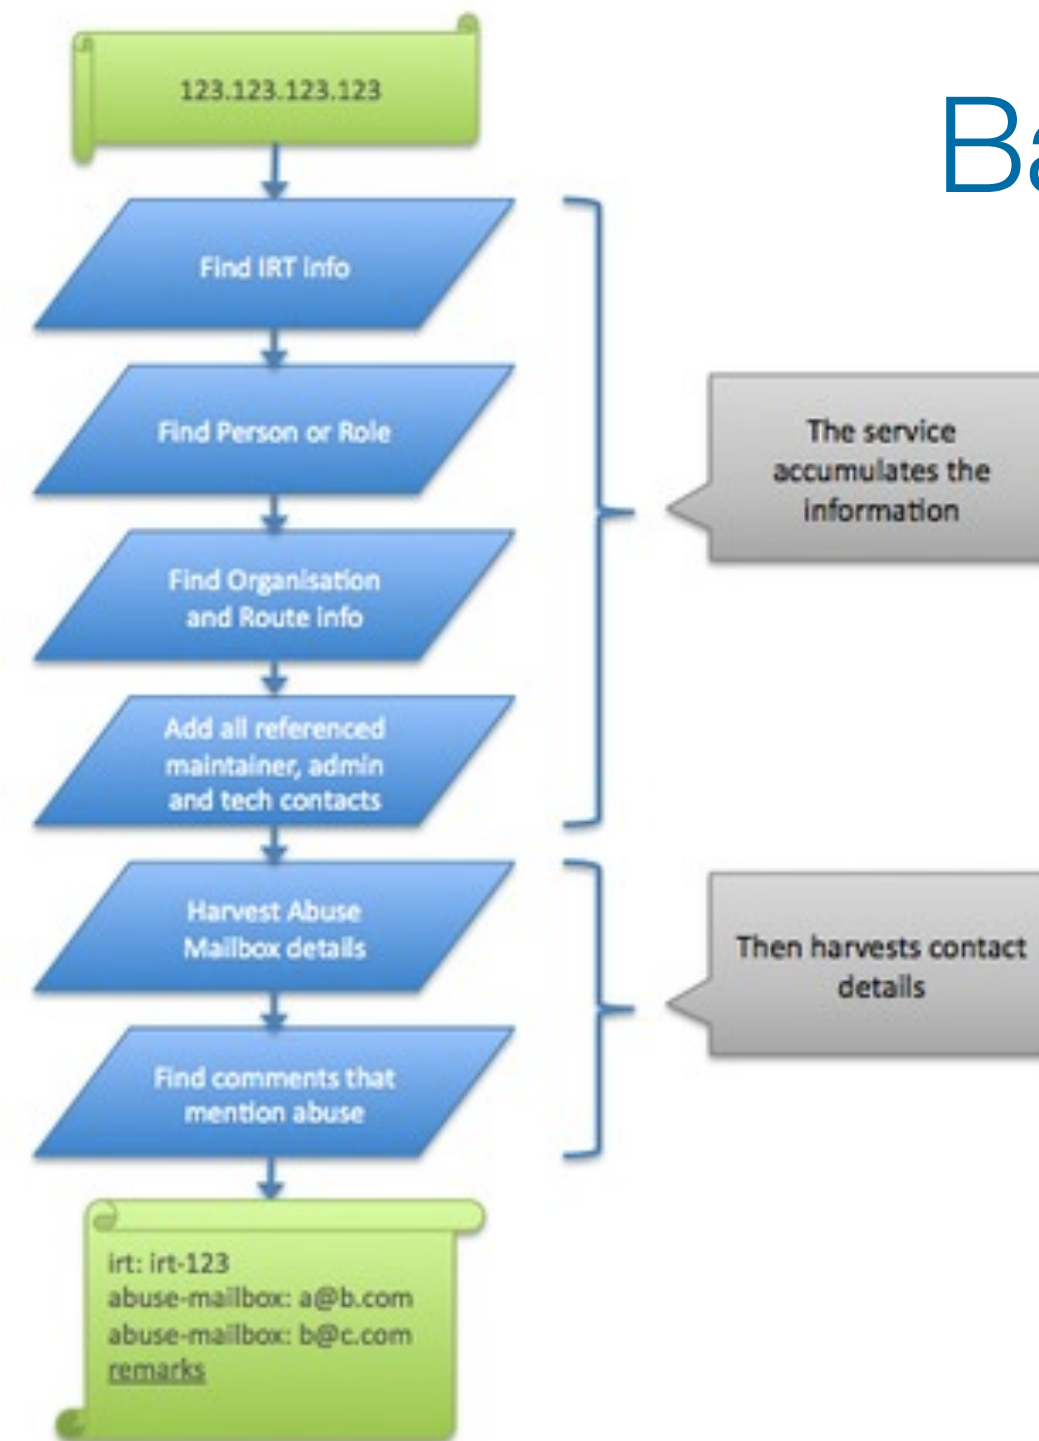 123.123.123.123
Ba
Find IRT info
Find Person or Role
The service
accumulates the
information
Find Organisation
and Route info
Add all referenced
maintainer, admin
and tech contacts
Harvest Abuse
Mailbox details
Then harvests contact
details
Find comments that
mention abuse
irt: irt-123
abuse-mailbox: a@b.com
abuse-mailbox: b@c.com
remarks